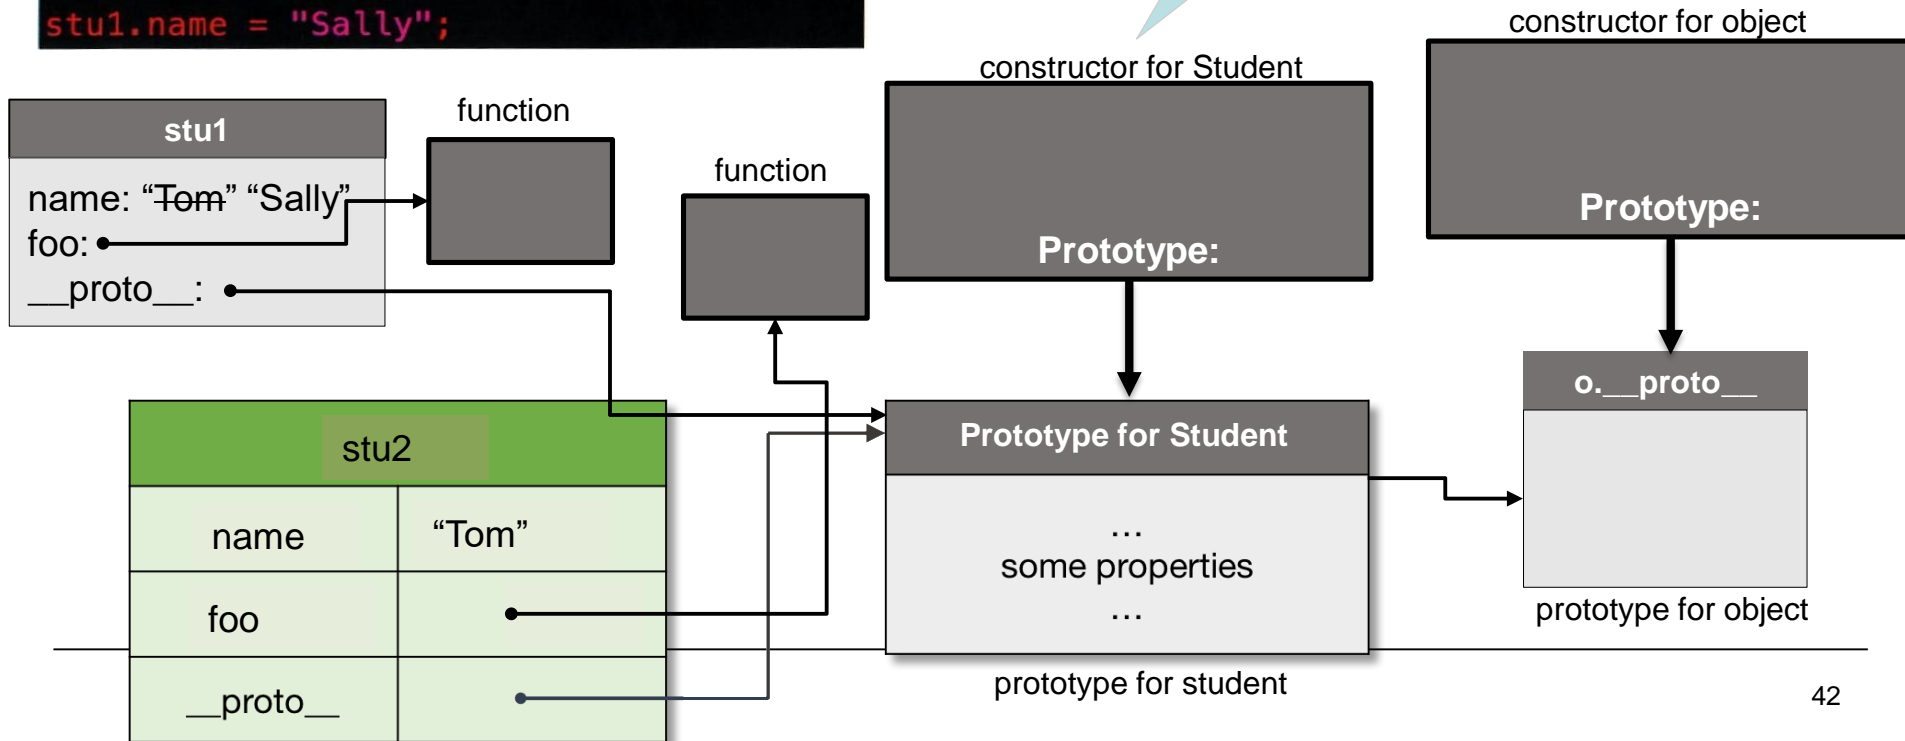 stu1.name = "Sally";
constructor for object
constructor for Student
Prototype:
Prototype:
stu1
name: “Tom” “Sally”
foo:
__proto__:
function
function
stu2
name
“Tom”
foo
__proto__
Prototype for Student
...
some properties
...
prototype for student
o.__proto__
prototype for object
42